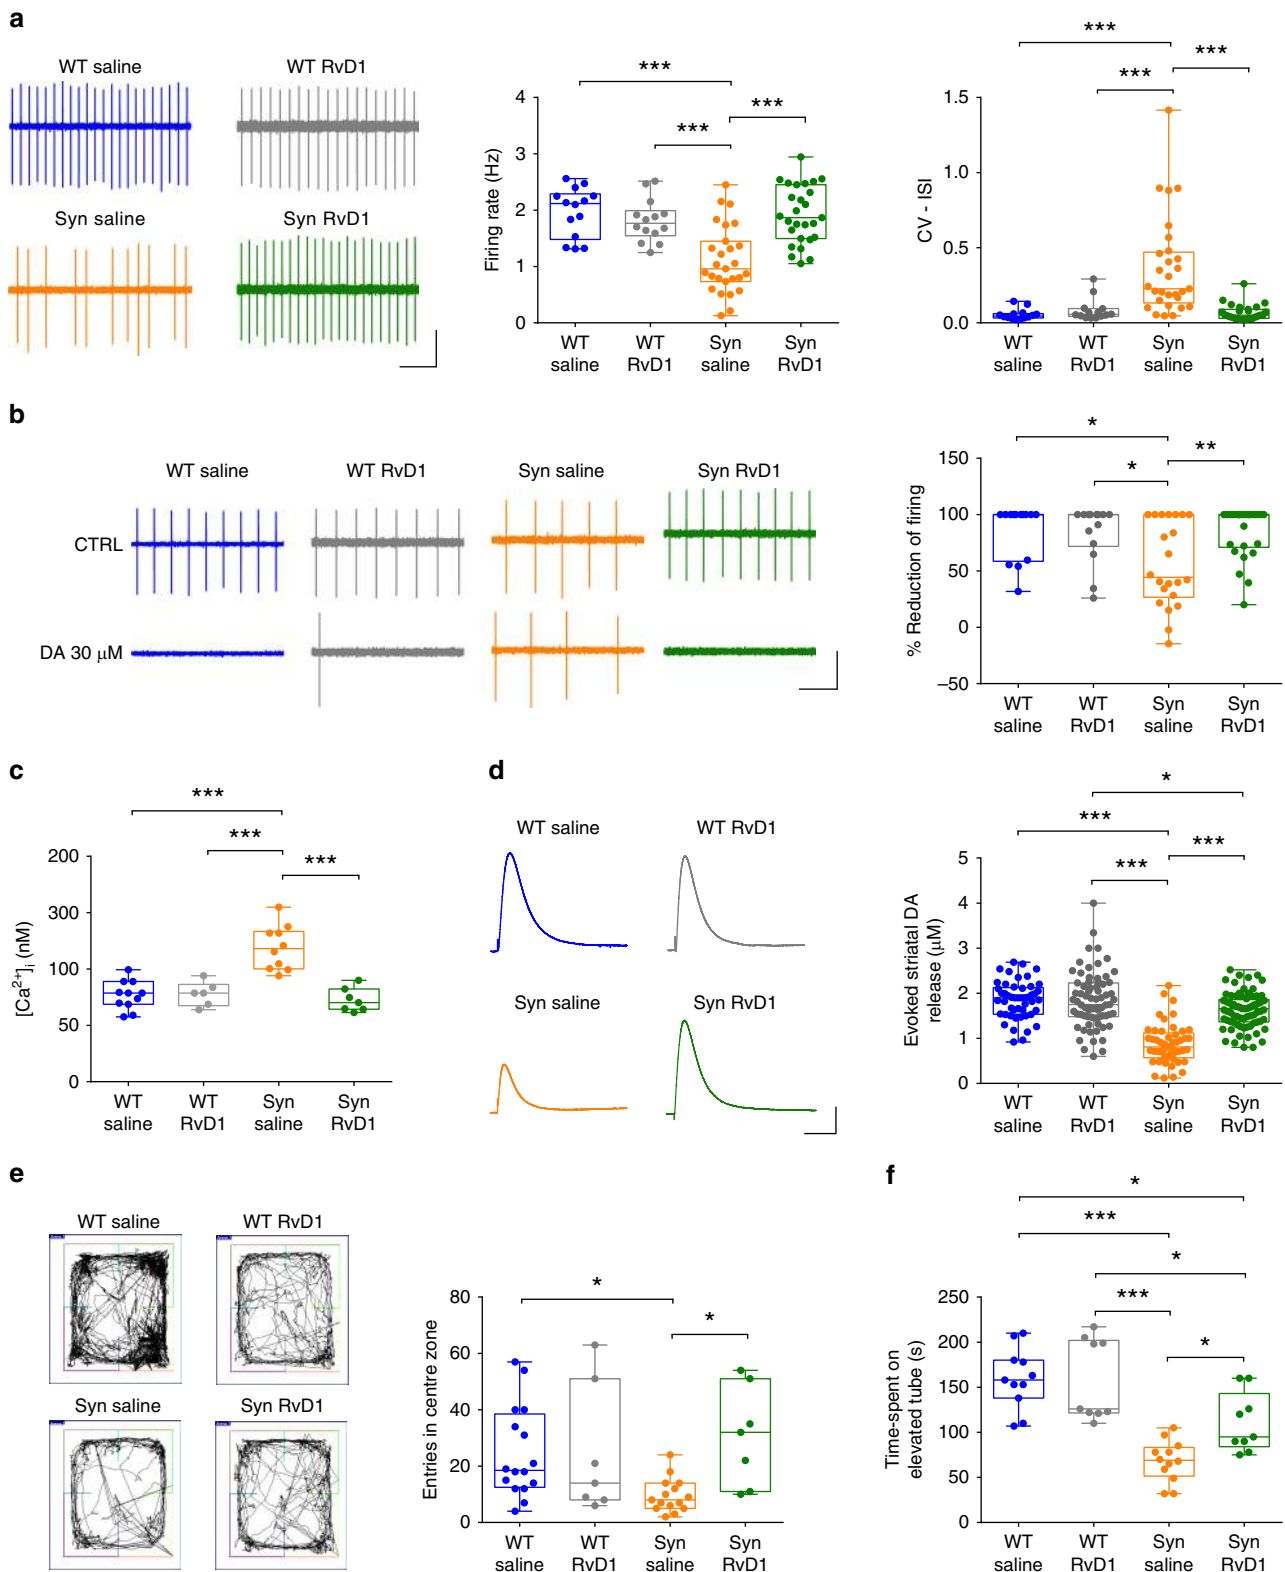 a
WT saline
WT RvD1
Syn saline
Syn RvD1
***
***
***
Firing rate (Hz)
4
3
2
1
0
WT saline
WT RvD1
Syn saline
Syn RvD1
***
***
***
CV - ISI
1.5
1.0
0.5
0.0
WT saline
WT RvD1
Syn saline
Syn RvD1
b
WT saline
WT RvD1
Syn saline
Syn RvD1
CTRL
DA 30 μM
*
**
*
% Reduction of firing
150
100
50
0
–50
WT saline
WT RvD1
Syn saline
Syn RvD1
c
***
***
***
[Ca²⁺]ᵢ (nM)
200
300
100
50
0
WT saline
WT RvD1
Syn saline
Syn RvD1
d
WT saline
WT RvD1
Syn saline
Syn RvD1
*
***
***
***
Evoked striatal DA
release (μM)
5
4
3
2
1
0
WT saline
WT RvD1
Syn saline
Syn RvD1
e
WT saline
WT RvD1
Syn saline
Syn RvD1
*
*
Entries in centre zone
80
60
40
20
0
WT saline
WT RvD1
Syn saline
Syn RvD1
f
*
***
*
***
*
Time-spent on
elevated tube (s)
250
200
150
100
50
0
WT saline
WT RvD1
Syn saline
Syn RvD1